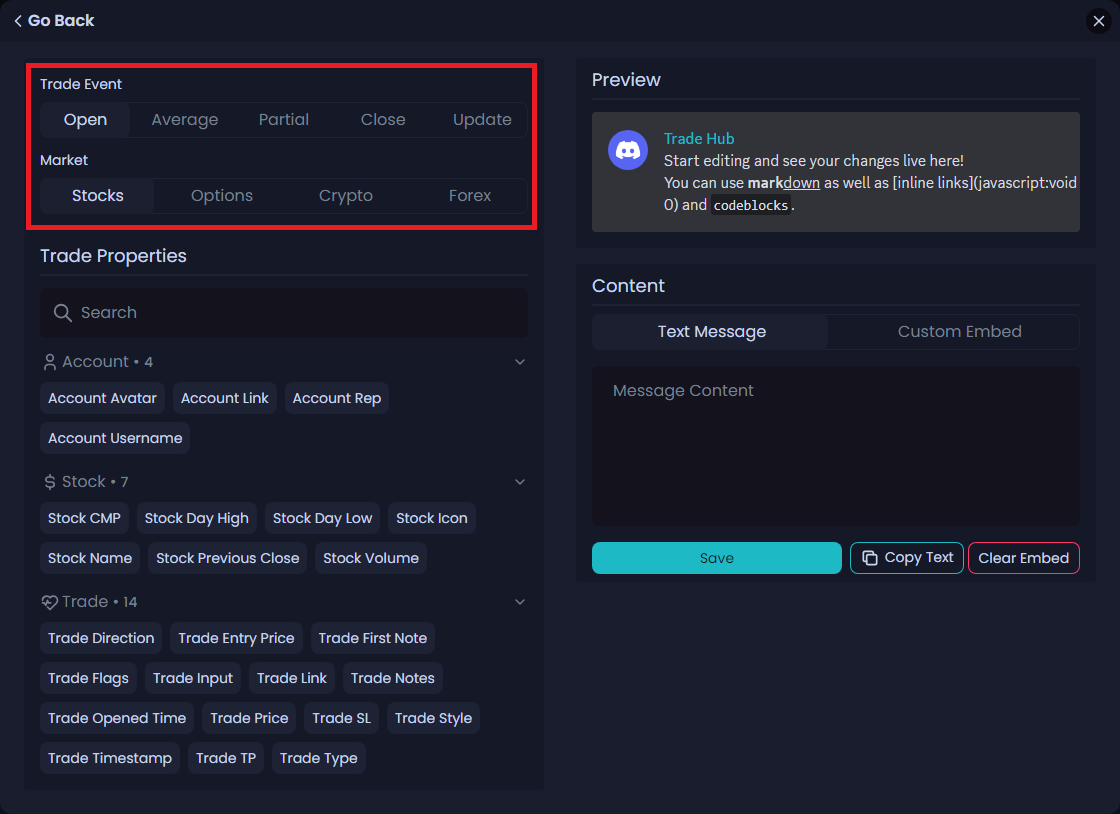 Go Back
Trade Event
Open Average Partial Close Update
Market
Stocks Options Crypto Forex
Trade Properties
Search
Account • 4
Account Avatar Account Link Account Rep
Account Username
Stock • 7
Stock CMP Stock Day High Stock Day Low Stock Icon
Stock Name Stock Previous Close Stock Volume
Trade • 14
Trade Direction Trade Entry Price Trade First Note
Trade Flags Trade Input Trade Link Trade Notes
Trade Opened Time Trade Price Trade SL Trade Style
Trade Timestamp Trade TP Trade Type
Preview
Trade Hub
Start editing and see your changes live here!
You can use markdown as well as [inline links](javascript:void
0) and codeblocks.
Content
Text Message Custom Embed
Message Content
Save Copy Text Clear Embed